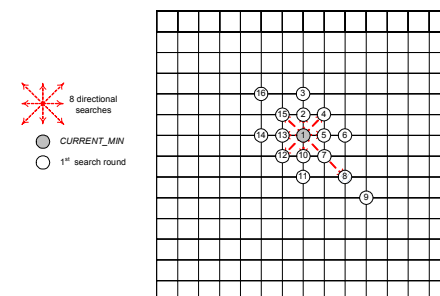 8 directional
searches
CURRENT_MIN
1st search round
16 3
15 2 4
14 13 1 5 6
12 10 7
11 8
9